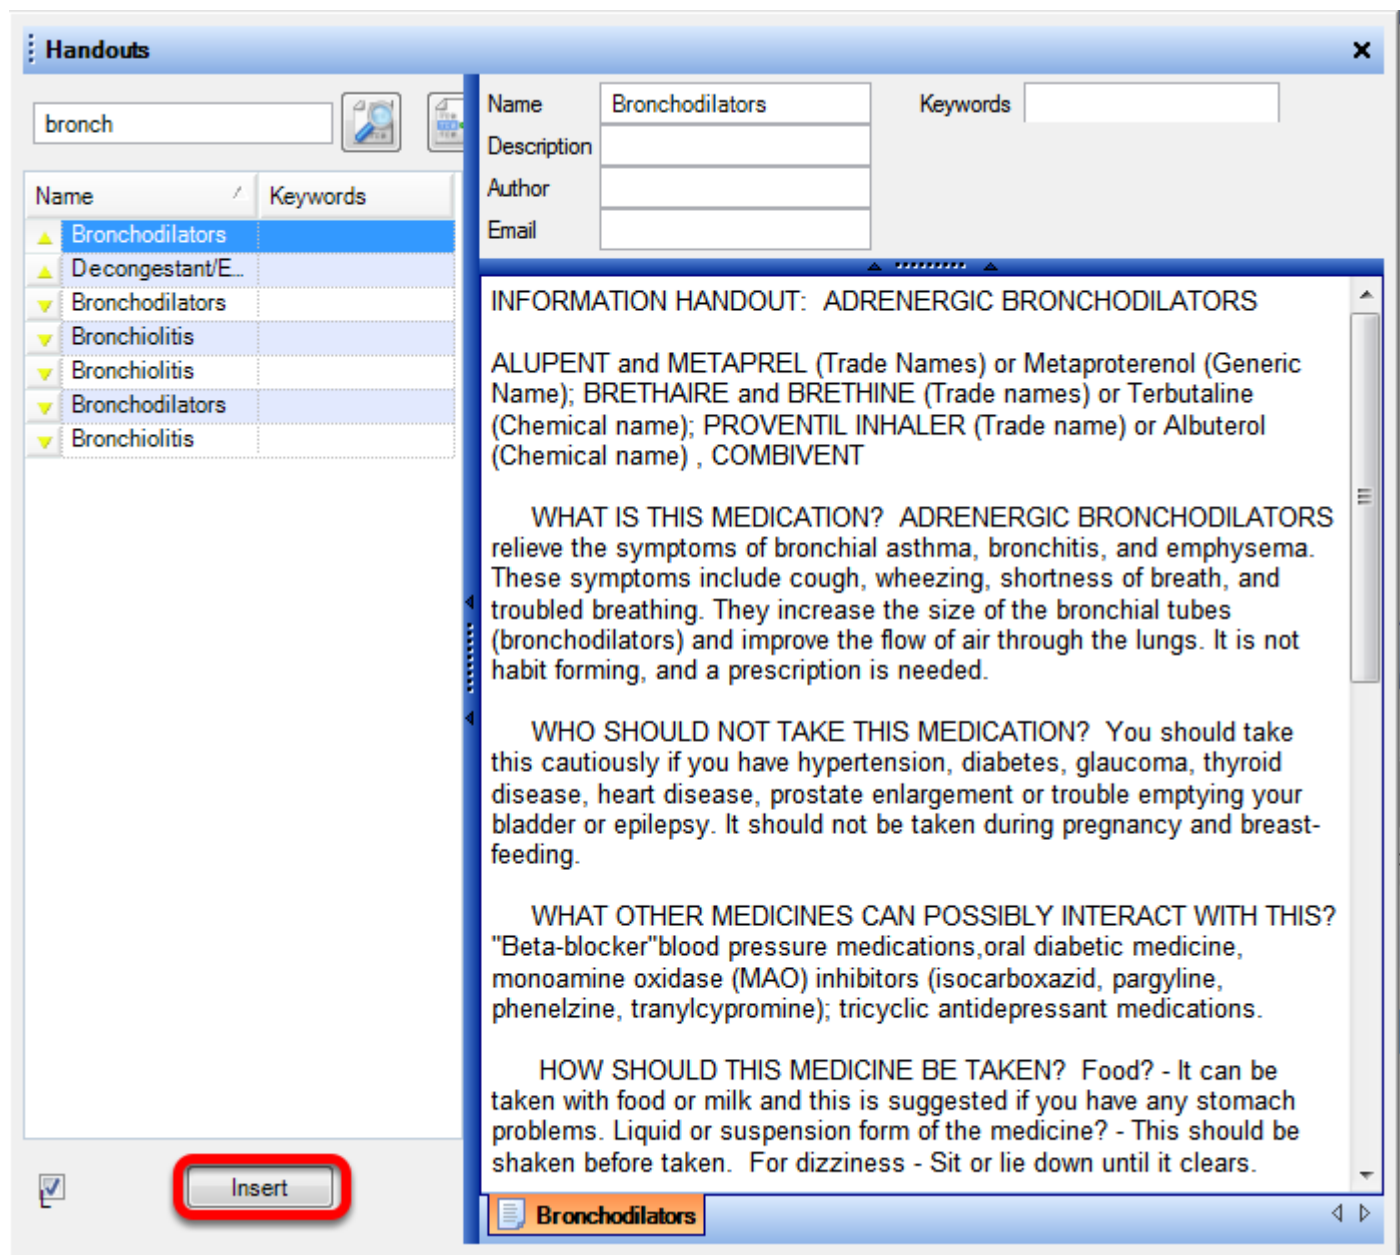 Handouts
bronch
Name Keywords
Bronchodilators
Decongestant/E...
Bronchodilators
Bronchiolitis
Bronchiolitis
Bronchodilators
Bronchiolitis
Insert
Name Bronchodilators Keywords
Description
Author
Email
INFORMATION HANDOUT: ADRENERGIC BRONCHODILATORS
ALUPENT and METAPREL (Trade Names) or Metaproterenol (Generic
Name); BRETHAIRE and BRETHINE (Trade names) or Terbutaline
(Chemical name); PROVENTIL INHALER (Trade name) or Albuterol
(Chemical name) , COMBIVENT
WHAT IS THIS MEDICATION? ADRENERGIC BRONCHODILATORS
relieve the symptoms of bronchial asthma, bronchitis, and emphysema.
These symptoms include cough, wheezing, shortness of breath, and
troubled breathing. They increase the size of the bronchial tubes
(bronchodilators) and improve the flow of air through the lungs. It is not
habit forming, and a prescription is needed.
WHO SHOULD NOT TAKE THIS MEDICATION? You should take
this cautiously if you have hypertension, diabetes, glaucoma, thyroid
disease, heart disease, prostate enlargement or trouble emptying your
bladder or epilepsy. It should not be taken during pregnancy and breast-
feeding.
WHAT OTHER MEDICINES CAN POSSIBLY INTERACT WITH THIS?
"Beta-blocker"blood pressure medications,oral diabetic medicine,
monoamine oxidase (MAO) inhibitors (isocarboxazid, pargyline,
phenelzine, tranylcypromine); tricyclic antidepressant medications.
HOW SHOULD THIS MEDICINE BE TAKEN? Food? - It can be
taken with food or milk and this is suggested if you have any stomach
problems. Liquid or suspension form of the medicine? - This should be
shaken before taken. For dizziness - Sit or lie down until it clears.
Bronchodilators